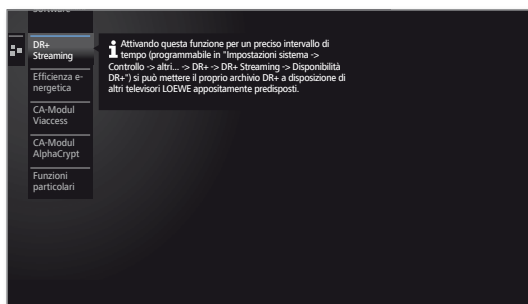 Software
DR+
Streaming
Efficienza e-
nergetica
CA-Modul
Viaccess
CA-Modul
AlphaCrypt
Funzioni
particolari
Attivando questa funzione per un preciso intervallo di
tempo (programmabile in "Impostazioni sistema ->
Controllo -> altri... -> DR+ -> DR+ Streaming -> Disponibilità
DR+") si può mettere il proprio archivio DR+ a disposizione di
altri televisori LOEWE appositamente predisposti.